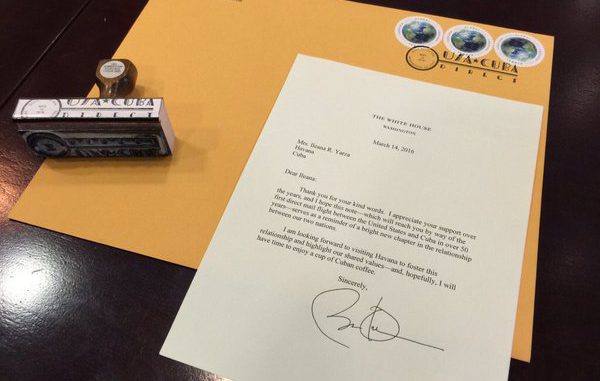 USA★CUBA
DIRECT
USA★CUBA
DIRECT
THE WHITE HOUSE
WASHINGTON
March 14, 2016
Mrs. Ileana R. Yarza
Havana
Cuba
Dear Ileana:
Thank you for your kind words. I appreciate your support over
the years, and I hope this note—which will reach you by way of the
first direct mail flight between the United States and Cuba in over 50
years—serves as a reminder of a bright new chapter in the relationship
between our two nations.
I am looking forward to visiting Havana to foster this
relationship and highlight our shared values—and, hopefully, I will
have time to enjoy a cup of Cuban coffee.
Sincerely,